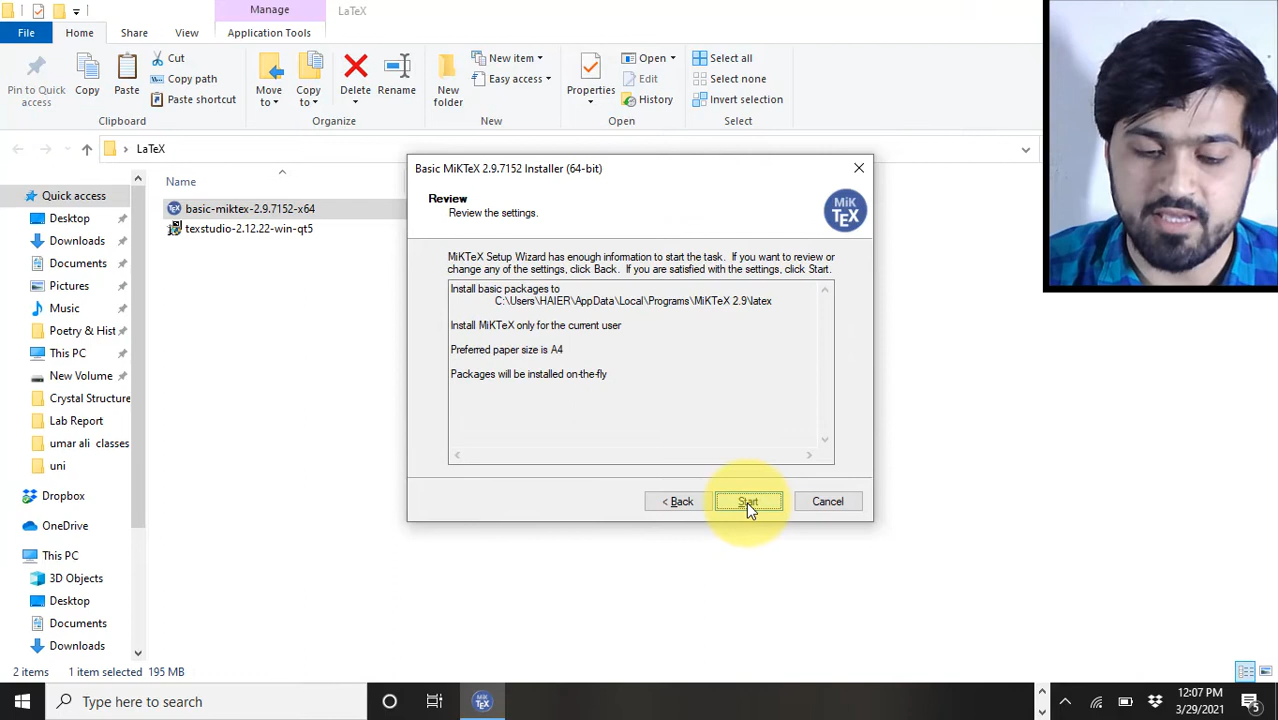 Manage
LaTeX
File
Home
Share
View
Application Tools
Pin to Quick access
Copy
Paste
Cut
Copy path
Paste shortcut
Clipboard
Move to
Copy to
Delete
Rename
Organize
New folder
New item
Easy access
New
Properties
Open
Edit
History
Open
Select all
Select none
Invert selection
Select
LaTeX
Quick access
Desktop
Downloads
Documents
Pictures
Music
Poetry & Hist
This PC
New Volume
Crystal Structure
Lab Report
umar ali classes
uni
Dropbox
OneDrive
This PC
3D Objects
Desktop
Documents
Downloads
Name
basic-miktex-2.9.7152-x64
texstudio-2.12.22-win-qt5
Basic MiKTeX 2.9.7152 Installer (64-bit)
Review
Review the settings.
MiK
TEX
MiKTeX Setup Wizard has enough information to start the task. If you want to review or
change any of the settings, click Back. If you are satisfied with the settings, click Start.
Install basic packages to
C:\Users\HAIER\AppData\Local\Programs\MiKTeX 2.9\latex
Install MiKTeX only for the current user
Preferred paper size is A4
Packages will be installed on-the-fly
< Back
Start
Cancel
2 items
1 item selected 195 MB
Type here to search
12:07 PM
3/29/2021
5